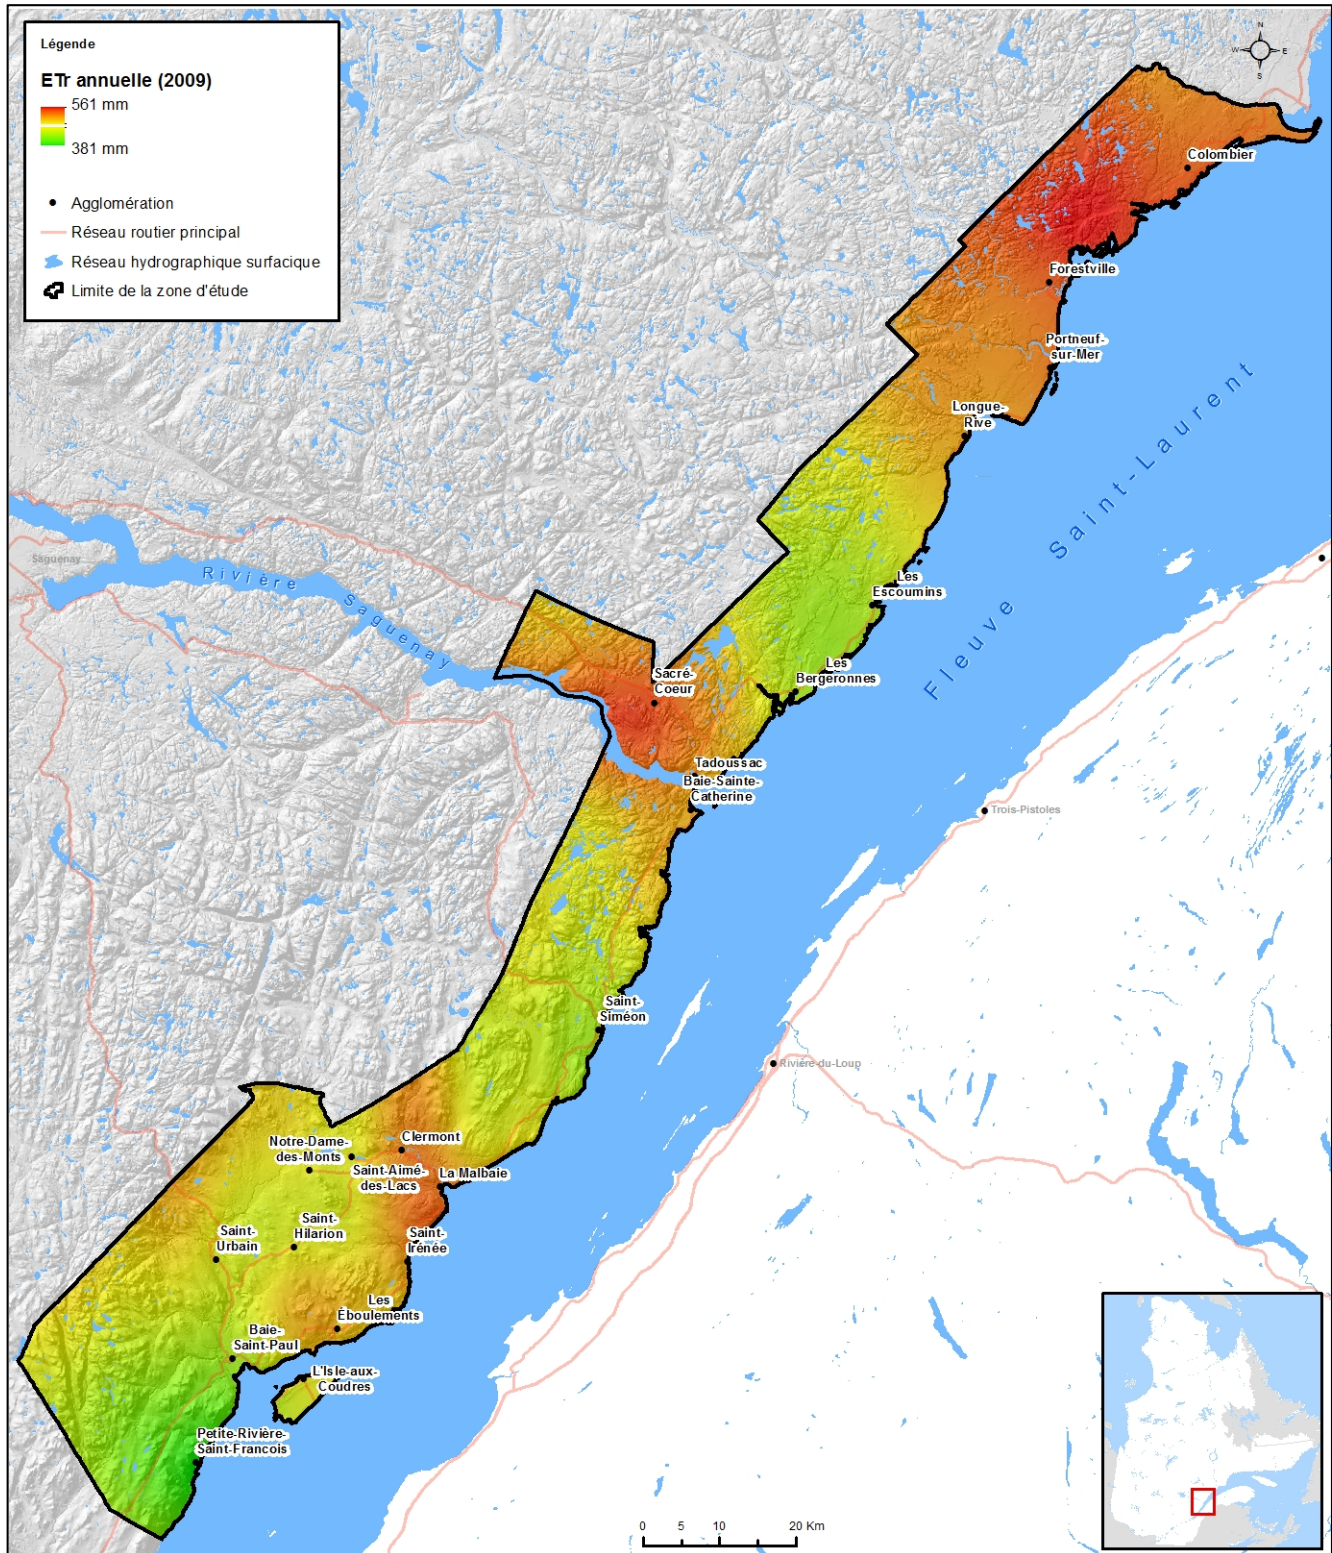 Légende
ETr annuelle (2009)
561 mm
381 mm
Agglomération
Réseau routier principal
Réseau hydrographique surfacique
Limite de la zone d'étude
N
W
E
S
Colombier
Forestville
Portneuf-
sur-Mer
Longue-
Rive
Fleuve Saint-Laurent
Saguenay
Rivière Saguenay
Les
Escoumins
Les
Bergeronnes
Sacré-
Coeur
Tadoussac
Baie-Sainte-
Catherine
Trois-Pistoles
Saint-
Siméon
Rivière-du-Loup
Clermont
Notre-Dame-
des-Monts
Saint-Aimé-
des-Lacs
La Malbaie
Saint-
Hilarion
Saint-
Urbain
Saint-
Irénée
Les
Éboulements
Baie-
Saint-Paul
L'Isle-aux-
Coudres
Petite-Rivière-
Saint-Francois
0 5 10 20 Km